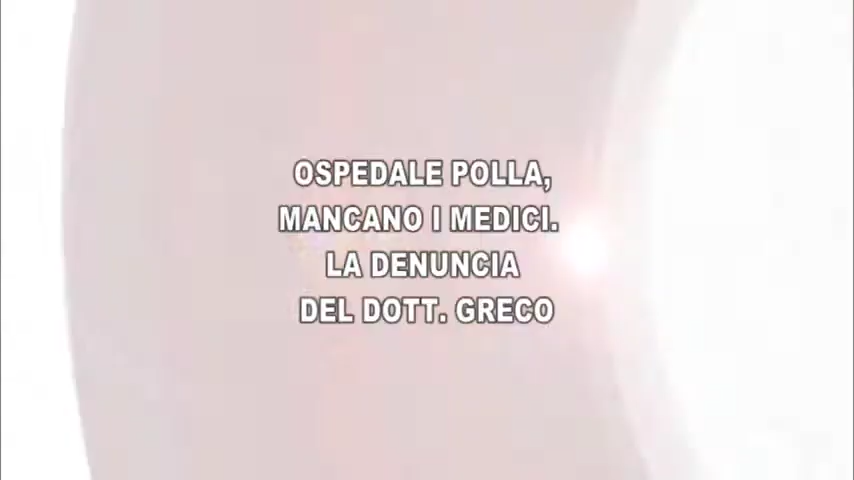 OSPEDALE POLLA,
MANCANO I MEDICI.
LA DENUNCIA
DEL DOTT. GRECO